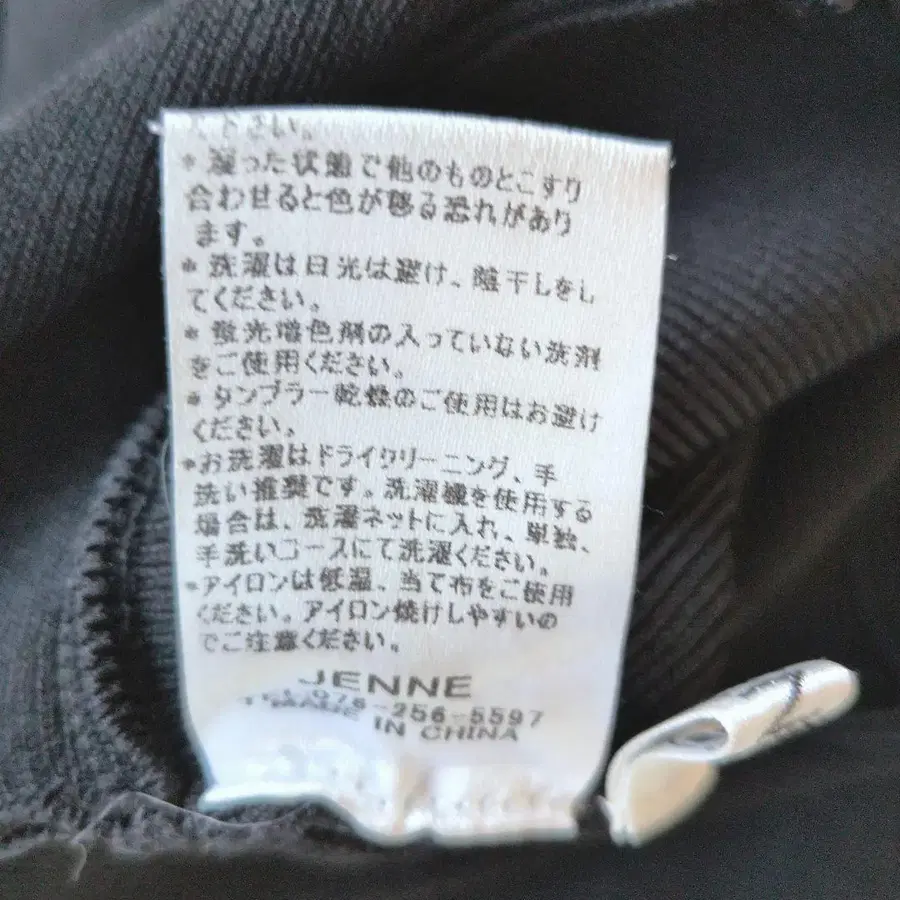 下さい。
* 湿った状態で他のものとこすり
合わせると色が移る恐れがあり
ます。
* 洗濯は日光は避け、陰干しをし
てください。
* 蛍光増色剤の入っていない洗剤
をご使用ください。
* タンブラー乾燥のご使用はお避け
ください。
*お洗濯はドライクリーニング、手
洗い推奨です。洗濯機を使用する
場合は、洗濯ネットに入れ、単独、
手洗いコースにて洗濯ください。
*アイロンは低温、当て布をご使用
ください。アイロン焼けしやすいの
でご注意ください。
JENNE
TEL 076-256-5597
MADE IN CHINA